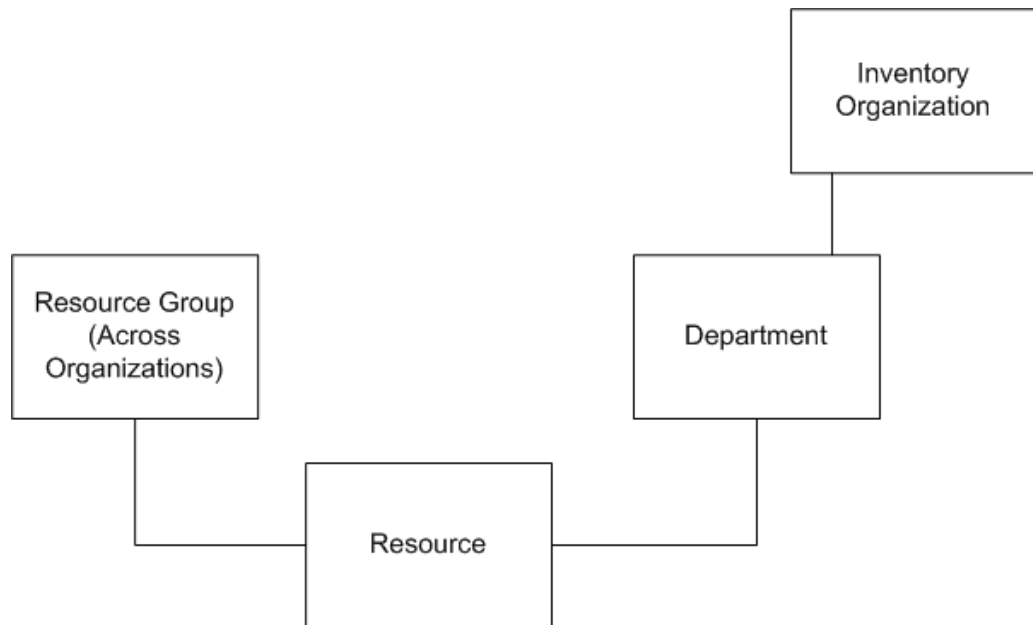 Inventory
Organization
Resource Group
(Across
Organizations)
Department
Resource